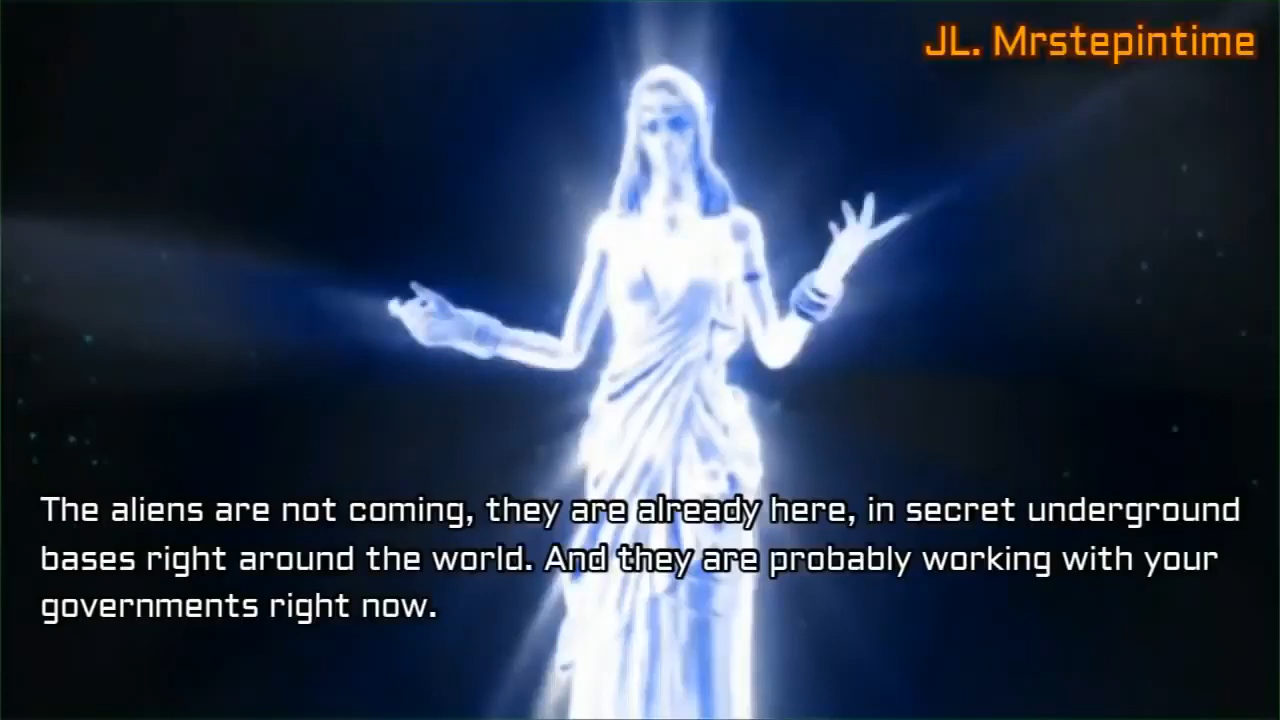 JL. Mrstepintime
The aliens are not coming, they are already here, in secret underground
bases right around the world. And they are probably working with your
governments right now.